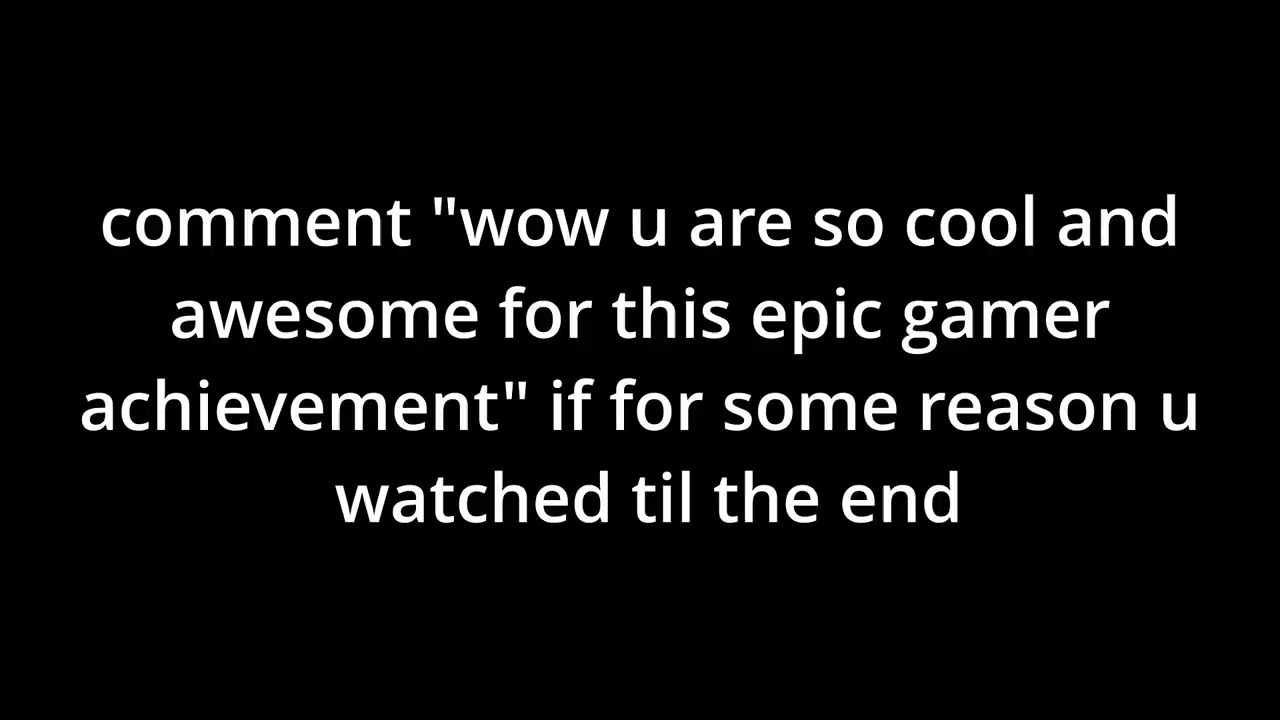 comment "wow u are so cool and
awesome for this epic gamer
achievement" if for some reason u
watched til the end